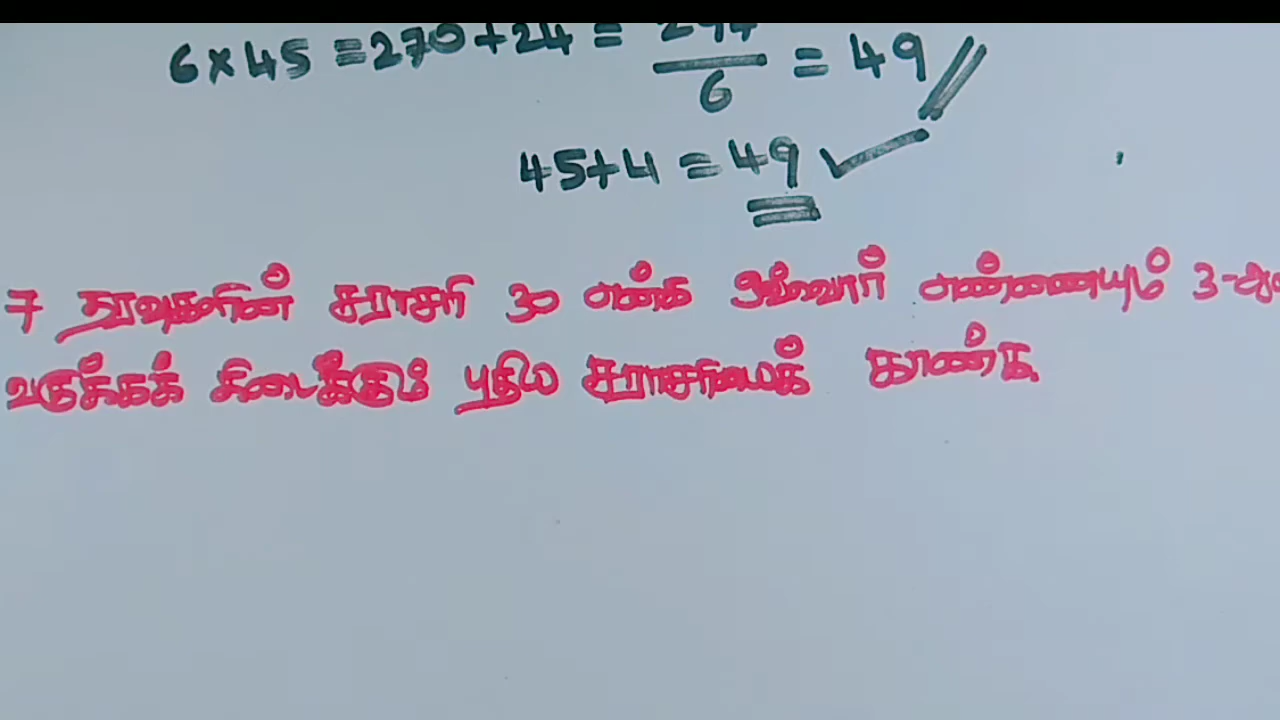 6×45 =270+24 = 294/6 = 49
45+4 = 49 ✓
7 தரவுகளின் சராசரி 30 என்க ஒவ்வோர் எண்ணையும் 3-ஆல்
வகுக்கக் கிடைக்கும் புதிய சராசரியைக் காண்க